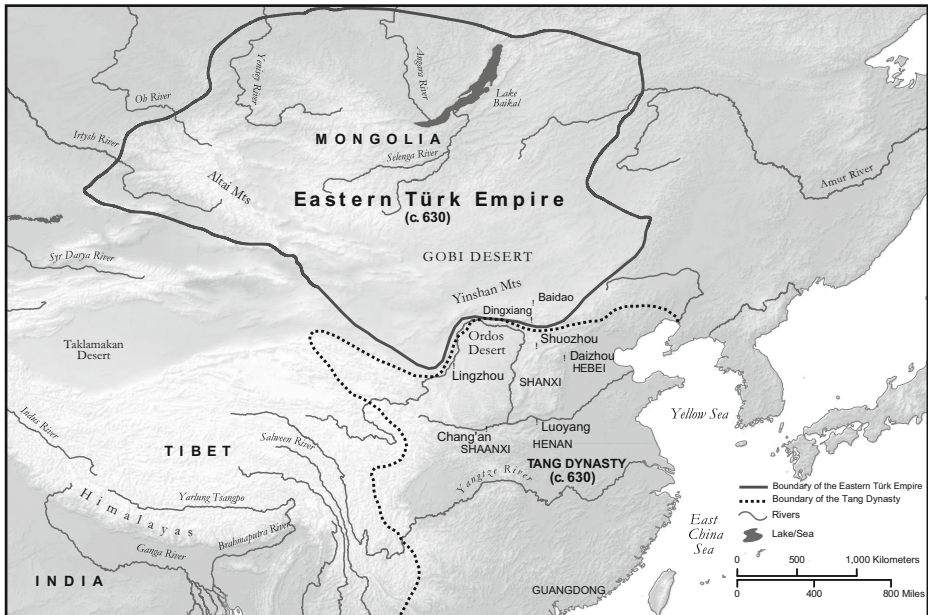 Ob River
Yenisey River
Angara River
Lake
Baikal
Irtysh River
MONGOLIA
Selenga River
Altai Mts
Amur River
Eastern Türk Empire
(c. 630)
Syr Darya River
GOBI DESERT
Yinshan Mts
Baidao
Dingxiang
Taklamakan
Desert
Ordos
Desert
Shuozhou
Daizhou
HEBEI
Lingzhou
SHANXI
Indus River
Yellow Sea
Salween River
TIBET
Chang'an
SHAANXI
Luoyang
HENAN
TANG DYNASTY
(c. 630)
Yangtze River
Himalayas
Yarlung Tsangpo
Brahmaputra River
Ganga River
INDIA
East
China
Sea
GUANGDONG
Boundary of the Eastern Türk Empire
Boundary of the Tang Dynasty
Rivers
Lake/Sea
0 500 1,000 Kilometers
0 400 800 Miles